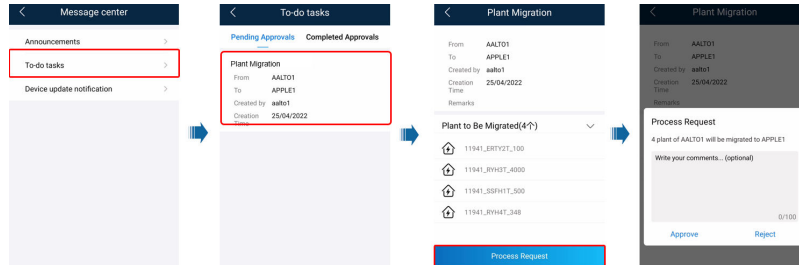 Message center
Announcements
To-do tasks
Device update notification
To-do tasks
Pending Approvals Completed Approvals
Plant Migration
From AALTO1
To APPLE1
Created by aalto1
Creation Time 25/04/2022
Plant Migration
From AALTO1
To APPLE1
Created by aalto1
Creation Time 25/04/2022
Remarks
Plant to Be Migrated(4个)
11941_ERTY2T_100
11941_RYH3T_4000
11941_SSFH1T_500
11941_RYH4T_348
Process Request
Plant Migration
From AALTO1
To APPLE1
Created by aalto1
Creation Time 25/04/2022
Remarks
Process Request
4 plant of AALTO1 will be migrated to APPLE1
Write your comments... (optional)
0/100
Approve Reject